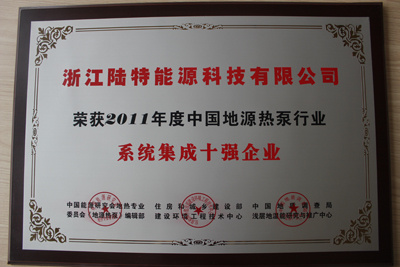 浙江陆特能源科技有限公司
荣获2011年度中国地源热泵行业
系统集成十强企业
中国能源研究会地热专业 住房和城乡建设部 中国地质调查局
委员会《地源热泵》编辑部 建设环境工程技术中心 浅层地温能研究与推广中心